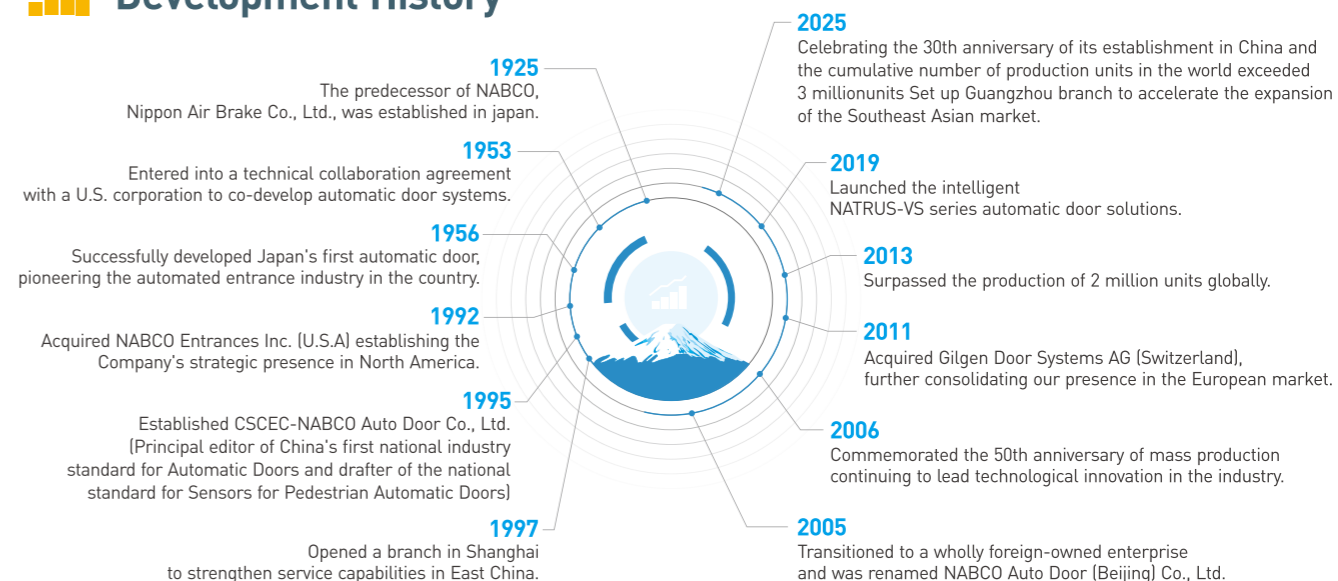 Development History
1925
The predecessor of NABCO,
Nippon Air Brake Co., Ltd., was established in japan.
1953
Entered into a technical collaboration agreement
with a U.S. corporation to co-develop automatic door systems.
1956
Successfully developed Japan's first automatic door,
pioneering the automated entrance industry in the country.
1992
Acquired NABCO Entrances Inc. (U.S.A) establishing the
Company's strategic presence in North America.
1995
Established CSCEC-NABCO Auto Door Co., Ltd.
(Principal editor of China's first national industry
standard for Automatic Doors and drafter of the national
standard for Sensors for Pedestrian Automatic Doors)
1997
Opened a branch in Shanghai
to strengthen service capabilities in East China.
2025
Celebrating the 30th anniversary of its establishment in China and
the cumulative number of production units in the world exceeded
3 millionunits Set up Guangzhou branch to accelerate the expansion
of the Southeast Asian market.
2019
Launched the intelligent
NATRUS-VS series automatic door solutions.
2013
Surpassed the production of 2 million units globally.
2011
Acquired Gilgen Door Systems AG (Switzerland),
further consolidating our presence in the European market.
2006
Commemorated the 50th anniversary of mass production
continuing to lead technological innovation in the industry.
2005
Transitioned to a wholly foreign-owned enterprise
and was renamed NABCO Auto Door (Beijing) Co., Ltd.